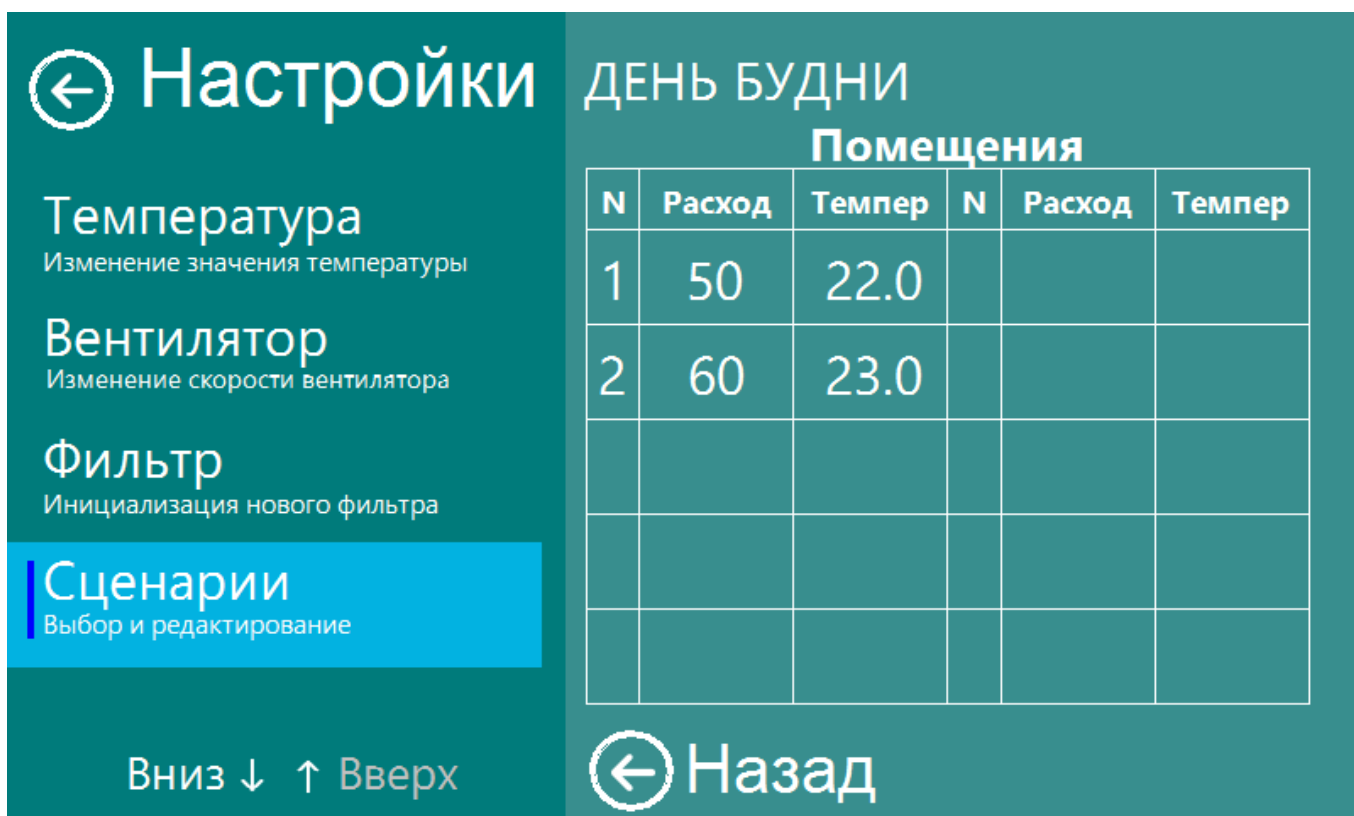 Настройки
Температура
Изменение значения температуры
Вентилятор
Изменение скорости вентилятора
Фильтр
Инициализация нового фильтра
Сценарии
Выбор и редактирование
Вниз ↓ ↑ Вверх
ДЕНЬ БУДНИ
Помещения
N Расход Темпер N Расход Темпер
1 50 22.0
2 60 23.0
Назад